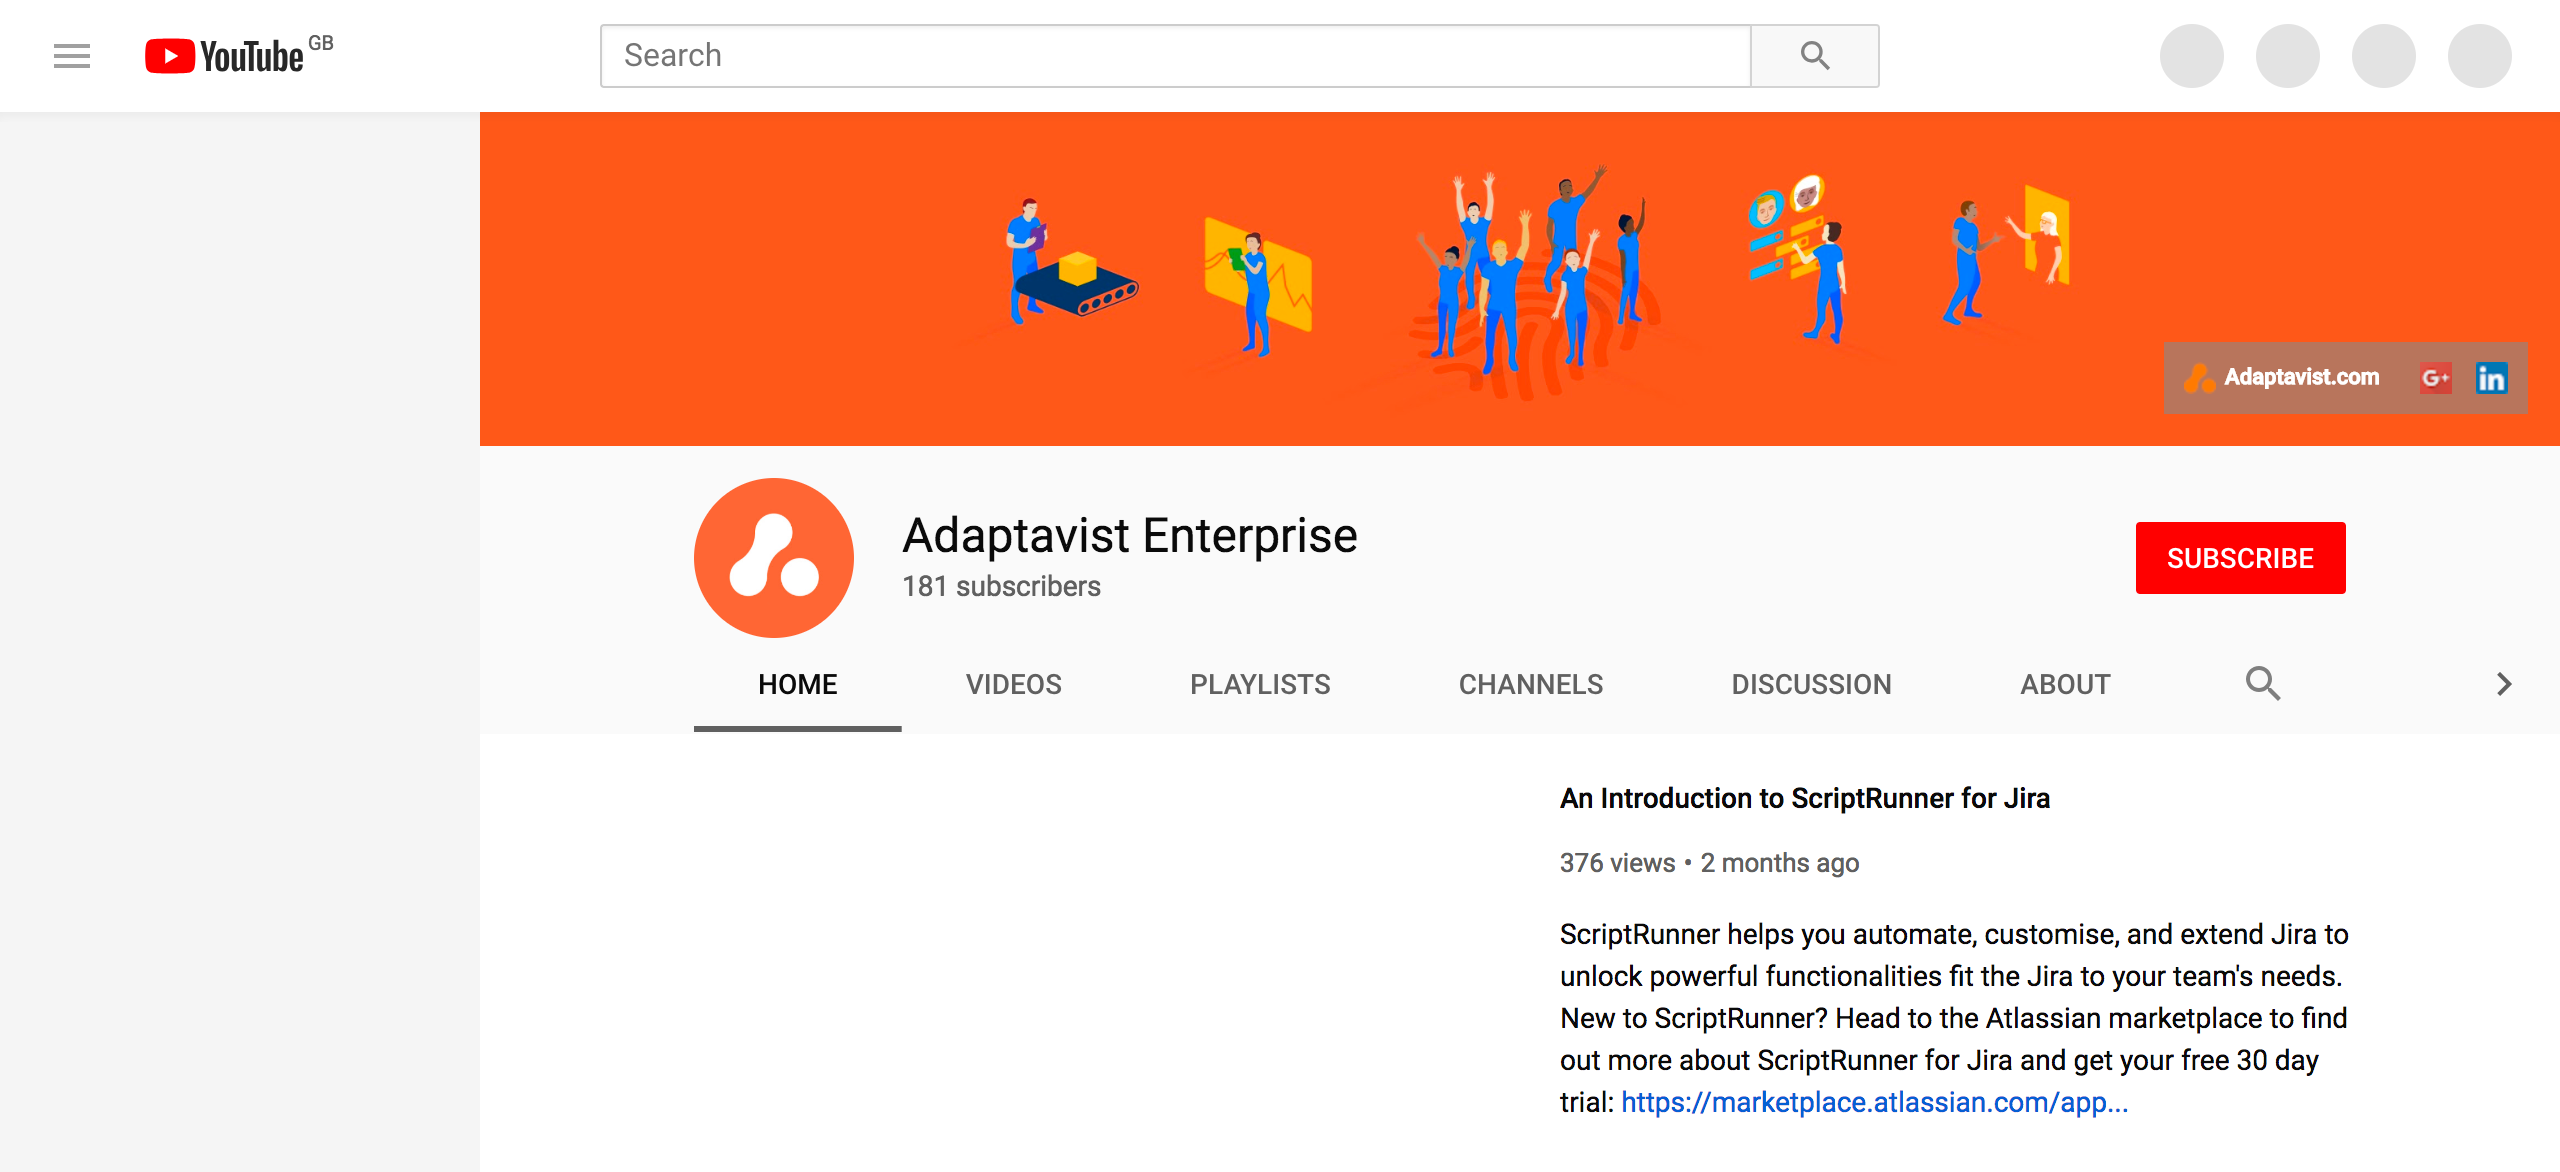 YouTube GB
Search
Adaptavist.com
G+
in
Adaptavist Enterprise
181 subscribers
SUBSCRIBE
HOME VIDEOS PLAYLISTS CHANNELS DISCUSSION ABOUT
An Introduction to ScriptRunner for Jira
376 views • 2 months ago
ScriptRunner helps you automate, customise, and extend Jira to
unlock powerful functionalities fit the Jira to your team's needs.
New to ScriptRunner? Head to the Atlassian marketplace to find
out more about ScriptRunner for Jira and get your free 30 day
trial: https://marketplace.atlassian.com/app...